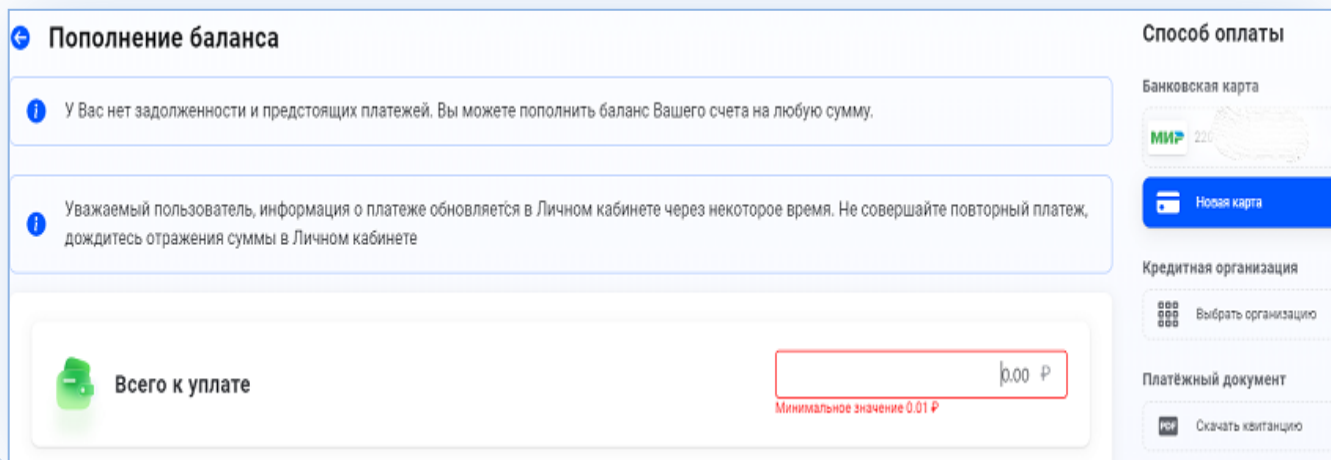 Пополнение баланса
У Вас нет задолженности и предстоящих платежей. Вы можете пополнить баланс Вашего счета на любую сумму.
Уважаемый пользователь, информация о платеже обновляется в Личном кабинете через некоторое время. Не совершайте повторный платеж,
дождитесь отражения суммы в Личном кабинете
Всего к уплате
0.00 ₽
Минимальное значение 0.01 ₽
Способ оплаты
Банковская карта
МИР 220
Новая карта
Кредитная организация
Выбрать организацию
Платёжный документ
PDF Скачать квитанцию